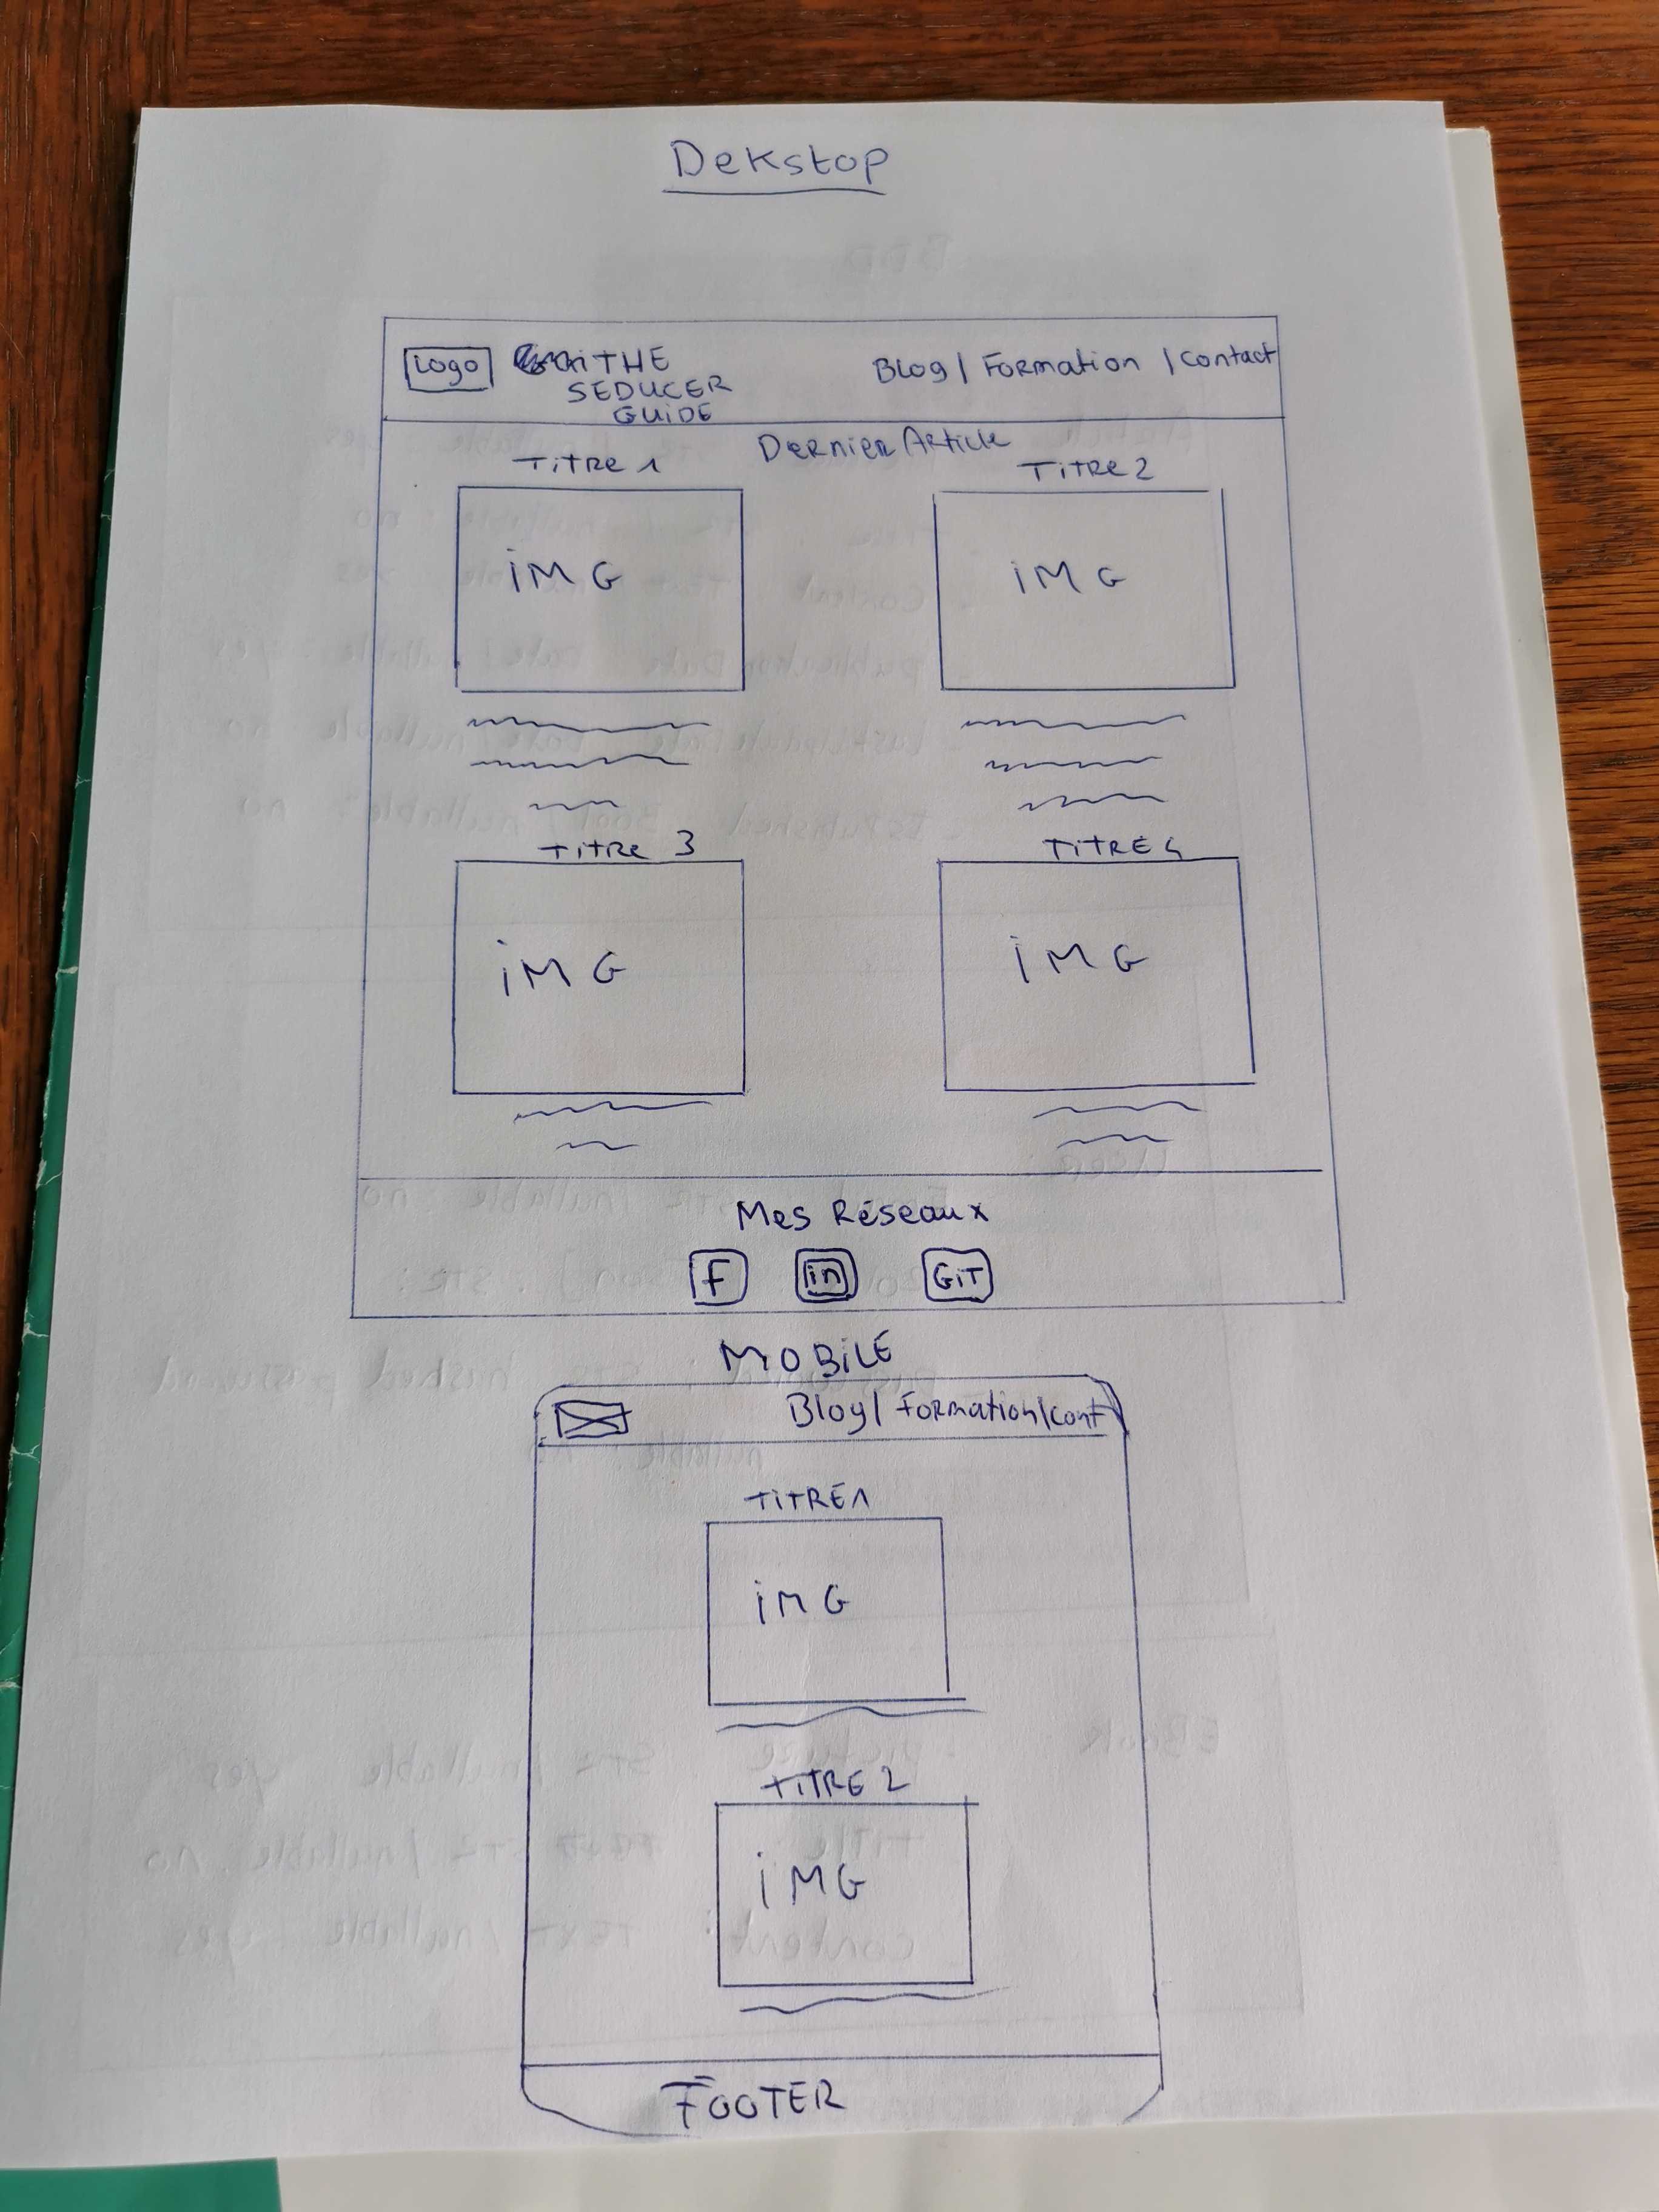 Dekstop
Logo THE Blog | Formation | contact
SEDUCER
GUiDE
Dernier Article
Titre 1 Titre 2
iMG iMG
Titre 3 TiTRE 4
iMG iMG
Mes Réseaux
f in GiT
MOBiLE
Blog | Formation | cont
TiTRE 1
iMG
TiTRE 2
iMG
FOOTER